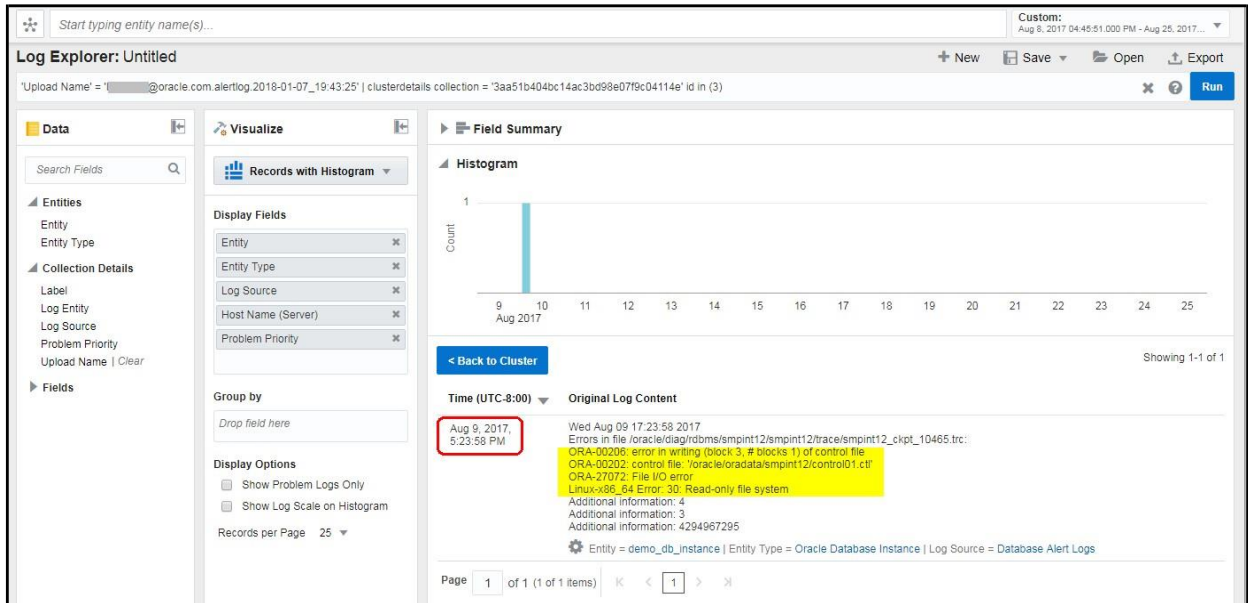 Start typing entity name(s)...
Custom:
Aug 8, 2017 04:45:51.000 PM - Aug 25, 2017...
Log Explorer: Untitled
New
Save
Open
Export
'Upload Name' = '@oracle.com.alertlog.2018-01-07_19:43:25' | clusterdetails collection = '3aa51b404bc14ac3bd98e07f9c04114e' id in (3)
Run
Data
Search Fields
Entities
Entity
Entity Type
Collection Details
Label
Log Entity
Log Source
Problem Priority
Upload Name | Clear
Fields
Visualize
Records with Histogram
Display Fields
Entity
Entity Type
Log Source
Host Name (Server)
Problem Priority
Group by
Drop field here
Display Options
Show Problem Logs Only
Show Log Scale on Histogram
Records per Page 25
Field Summary
Histogram
1
Count
9 10 11 12 13 14 15 16 17 18 19 20 21 22 23 24 25
Aug 2017
< Back to Cluster
Showing 1-1 of 1
Time (UTC-8:00) Original Log Content
Aug 9, 2017,
5:23:58 PM
Wed Aug 09 17:23:58 2017
Errors in file /oracle/diag/rdbms/smpint12/smpint12/trace/smpint12_ckpt_10465.trc:
ORA-00206: error in writing (block 3, # blocks 1) of control file
ORA-00202: control file: '/oracle/oradata/smpint12/control01.ctl'
ORA-27072: File I/O error
Linux-x86_64 Error: 30: Read-only file system
Additional information: 4
Additional information: 3
Additional information: 4294967295
Entity = demo_db_instance | Entity Type = Oracle Database Instance | Log Source = Database Alert Logs
Page 1 of 1 (1 of 1 items) 1